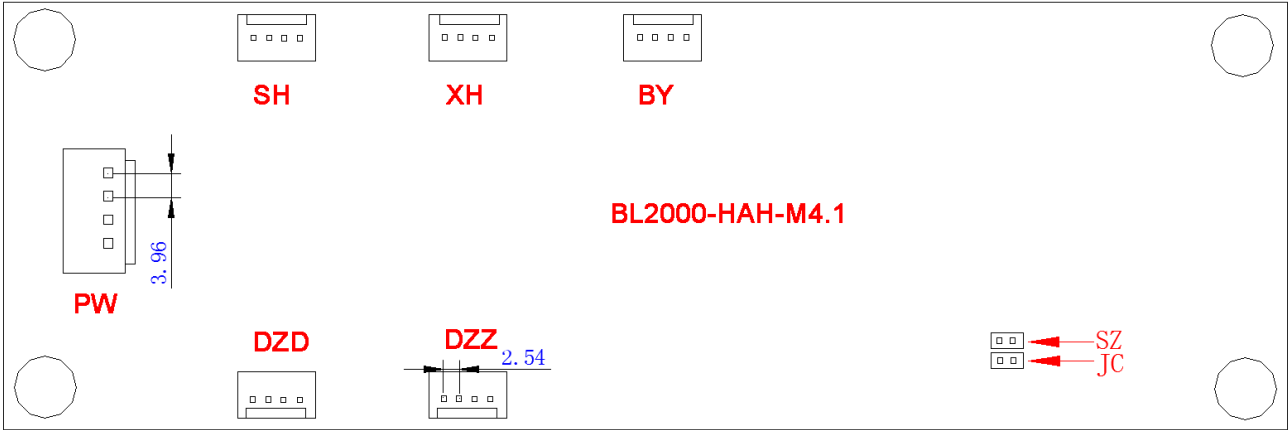 SH
XH
BY
BL2000-HAH-M4.1
3.96
PW
DZD
DZZ
2.54
SZ
JC